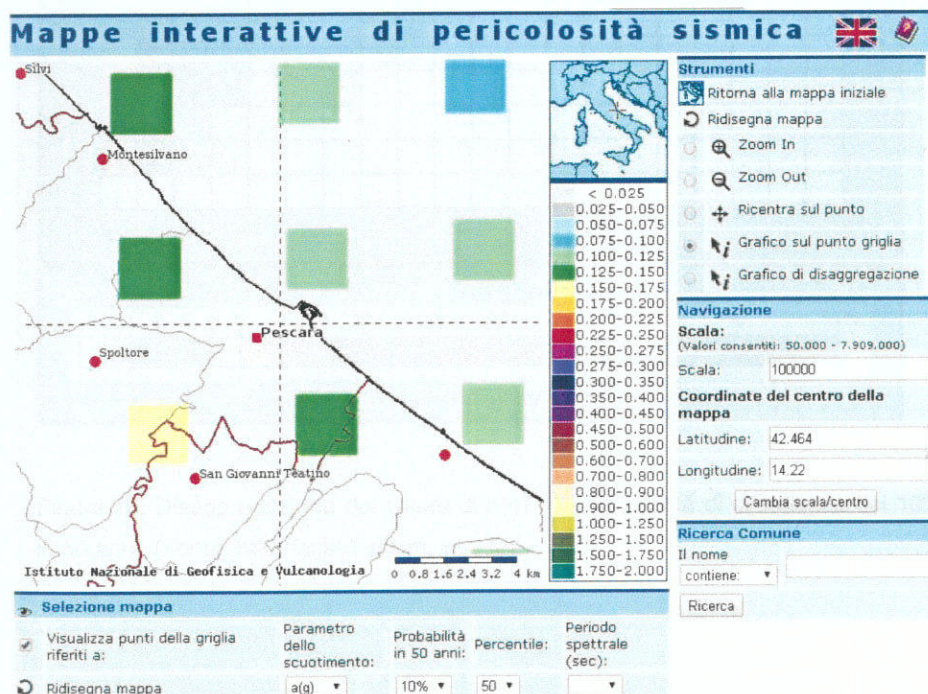 Mappe interattive di pericolosità sismica
Silvi
Montesilvano
Pescara
Spoltore
San Giovanni Teatino
Istituto Nazionale di Geofisica e Vulcanologia
0 0.8 1.6 2.4 3.2 4 km
< 0.025
0.025-0.050
0.050-0.075
0.075-0.100
0.100-0.125
0.125-0.150
0.150-0.175
0.175-0.200
0.200-0.225
0.225-0.250
0.250-0.275
0.275-0.300
0.300-0.350
0.350-0.400
0.400-0.450
0.450-0.500
0.500-0.600
0.600-0.700
0.700-0.800
0.800-0.900
0.900-1.000
1.000-1.250
1.250-1.500
1.500-1.750
1.750-2.000
Strumenti
Ritorna alla mappa iniziale
Ridisegna mappa
Zoom In
Zoom Out
Ricentra sul punto
Grafico sul punto griglia
Grafico di disaggregazione
Navigazione
Scala:
(Valori consentiti: 50.000 - 7.909.000)
Scala: 100000
Coordinate del centro della
mappa
Latitudine: 42.464
Longitudine: 14.22
Cambia scala/centro
Ricerca Comune
Il nome
contiene:
Ricerca
Selezione mappa
Visualizza punti della griglia
riferiti a:
Ridisegna mappa
Parametro
dello
scuotimento:
a(g)
Probabilità
in 50 anni:
10%
Percentile:
50
Periodo
spettrale
(sec):